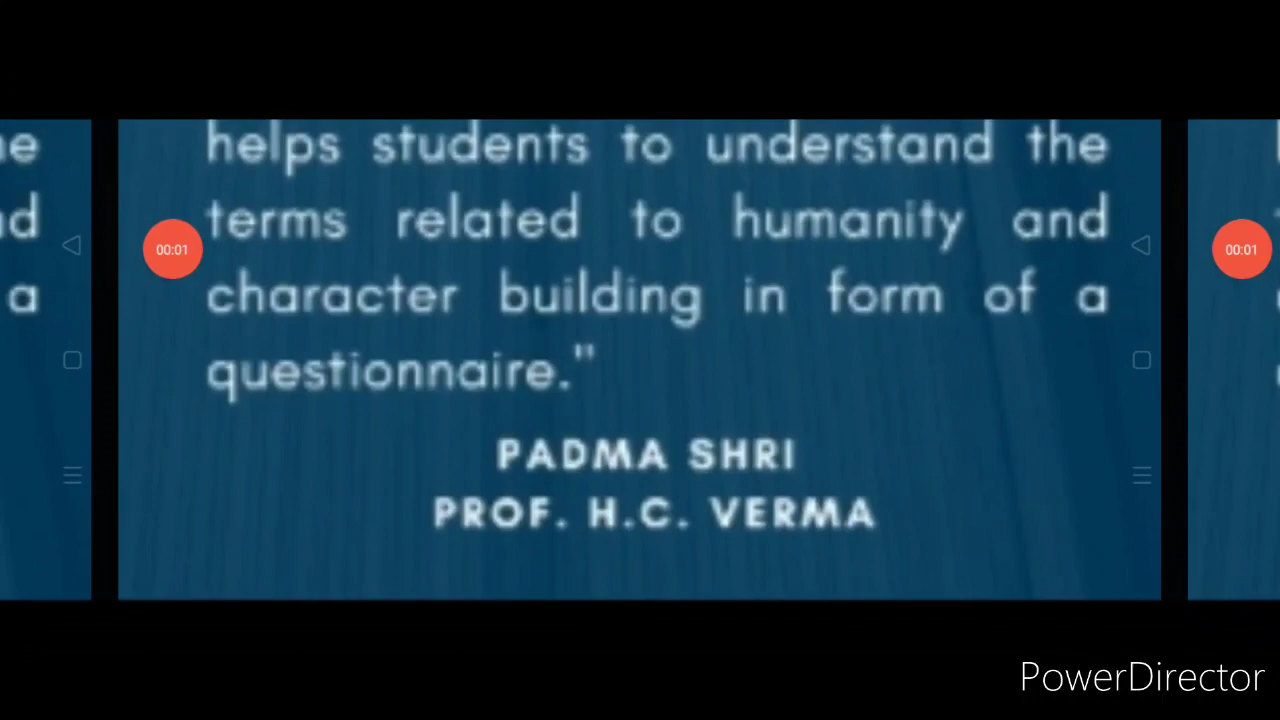 helps students to understand the
terms related to humanity and
character building in form of a
questionnaire."
PADMA SHRI
PROF. H.C. VERMA
00:01
00:01
nd
a
PowerDirector